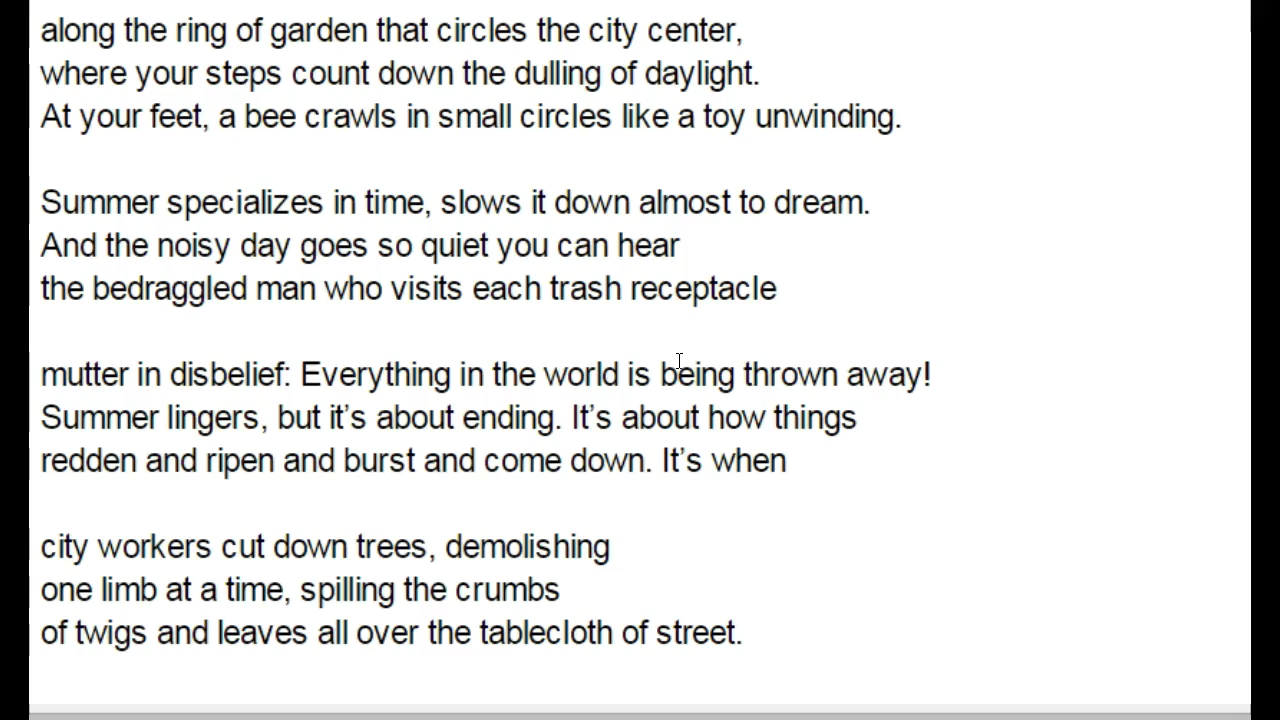 along the ring of garden that circles the city center,
where your steps count down the dulling of daylight.
At your feet, a bee crawls in small circles like a toy unwinding.
Summer specializes in time, slows it down almost to dream.
And the noisy day goes so quiet you can hear
the bedraggled man who visits each trash receptacle
mutter in disbelief: Everything in the world is being thrown away!
Summer lingers, but it’s about ending. It’s about how things
redden and ripen and burst and come down. It’s when
city workers cut down trees, demolishing
one limb at a time, spilling the crumbs
of twigs and leaves all over the tablecloth of street.